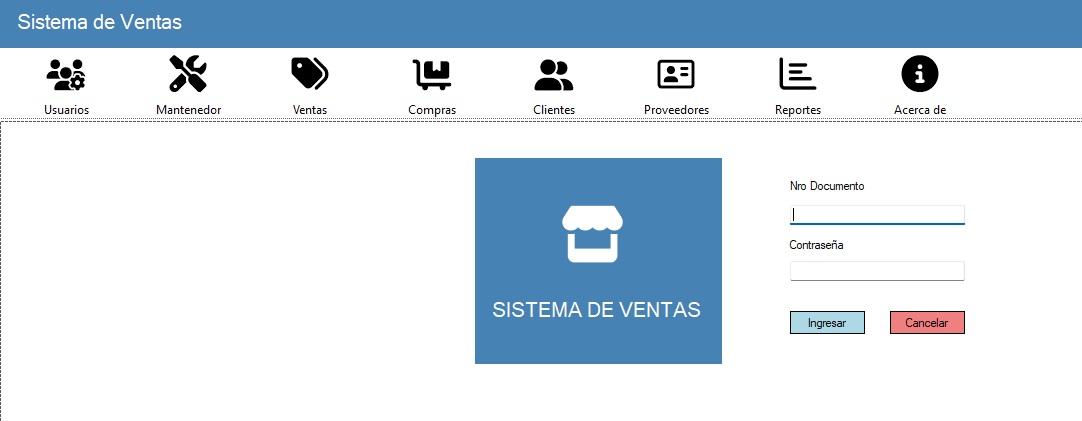 Sistema de Ventas
Usuarios Mantenedor Ventas Compras Clientes Proveedores Reportes Acerca de
SISTEMA DE VENTAS
Nro Documento
Contraseña
Ingresar Cancelar